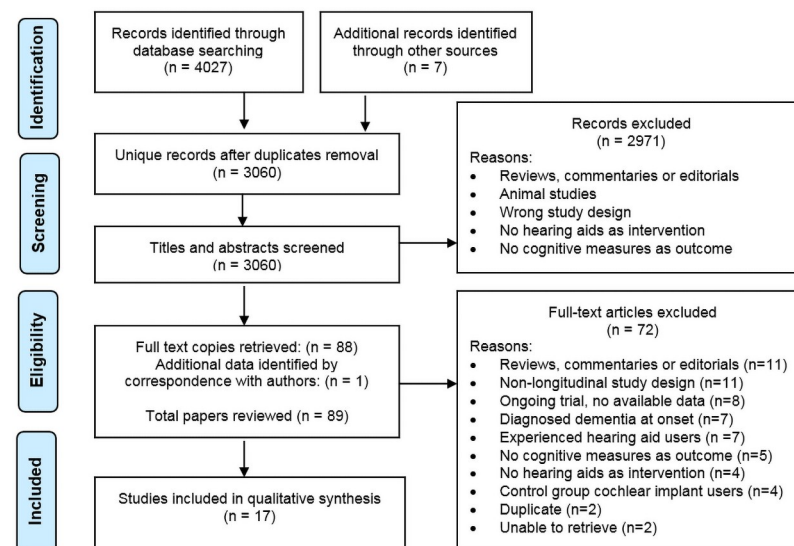 Identification
Records identified through
database searching
(n = 4027)
Additional records identified
through other sources
(n = 7)
Unique records after duplicates removal
(n = 3060)
Screening
Titles and abstracts screened
(n = 3060)
Records excluded
(n = 2971)
Reasons:
• Reviews, commentaries or editorials
• Animal studies
• Wrong study design
• No hearing aids as intervention
• No cognitive measures as outcome
Eligibility
Full text copies retrieved: (n = 88)
Additional data identified by
correspondence with authors: (n = 1)
Total papers reviewed (n = 89)
Full-text articles excluded
(n = 72)
Reasons:
• Reviews, commentaries or editorials (n=11)
• Non-longitudinal study design (n=11)
• Ongoing trial, no available data (n=8)
• Diagnosed dementia at onset (n=7)
• Experienced hearing aid users (n =7)
• No cognitive measures as outcome (n=5)
• No hearing aids as intervention (n=4)
• Control group cochlear implant users (n=4)
• Duplicate (n=2)
• Unable to retrieve (n=2)
Included
Studies included in qualitative synthesis
(n = 17)